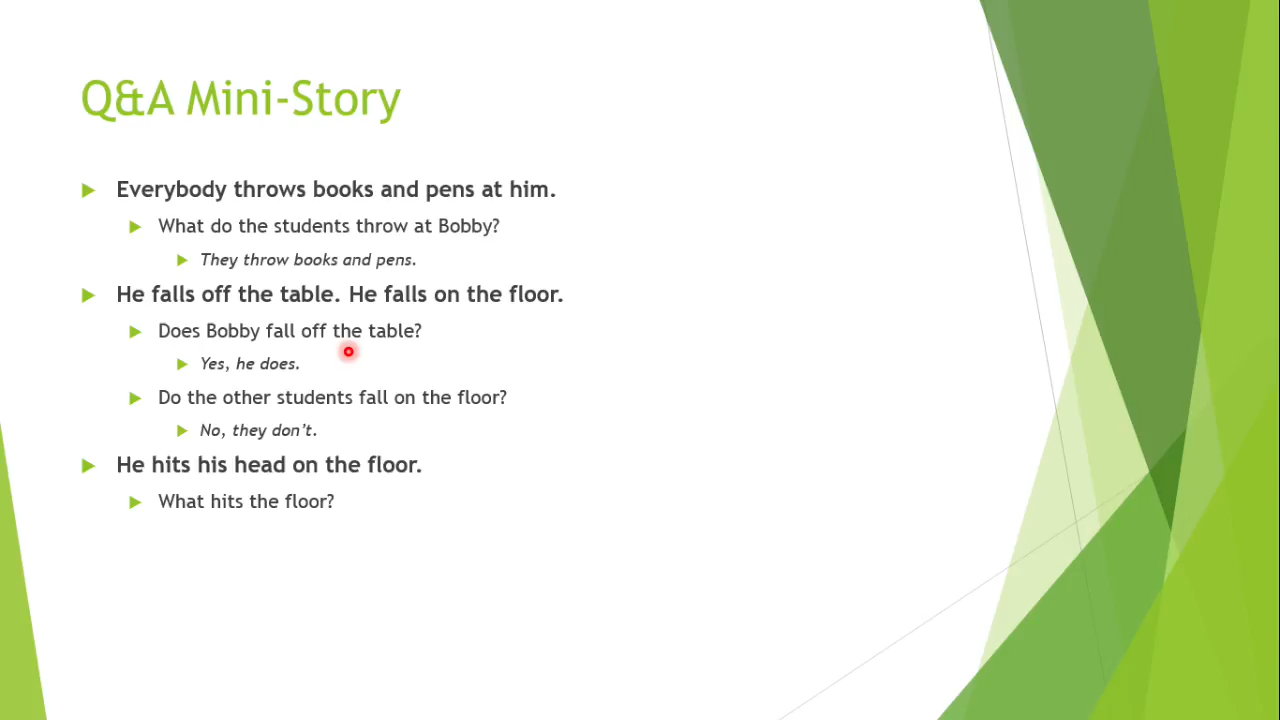 Q&A Mini-Story
Everybody throws books and pens at him.
What do the students throw at Bobby?
They throw books and pens.
He falls off the table. He falls on the floor.
Does Bobby fall off the table?
Yes, he does.
Do the other students fall on the floor?
No, they don't.
He hits his head on the floor.
What hits the floor?